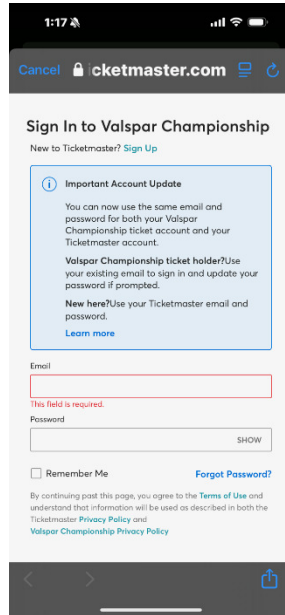 1:17
Cancel icketmaster.com
Sign In to Valspar Championship
New to Ticketmaster? Sign Up
Important Account Update
You can now use the same email and
password for both your Valspar
Championship ticket account and your
Ticketmaster account.
Valspar Championship ticket holder?Use
your existing email to sign in and update your
password if prompted.
New here?Use your Ticketmaster email and
password.
Learn more
Email
This field is required.
Password
SHOW
Remember Me Forgot Password?
By continuing past this page, you agree to the Terms of Use and
understand that information will be used as described in both the
Ticketmaster Privacy Policy and
Valspar Championship Privacy Policy